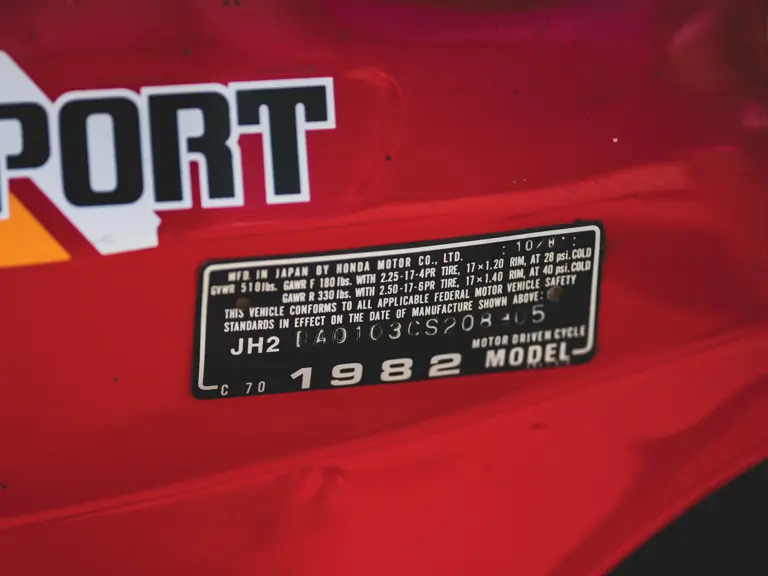 PORT
MFD. IN JAPAN BY HONDA MOTOR CO., LTD. : 10/8
GVWR 510 lbs. GAWR F 180 lbs. WITH 2.25-17-4PR TIRE, 17×1.20 RIM, AT 28 psi. COLD
GAWR R 330 lbs. WITH 2.50-17-6PR TIRE, 17×1.40 RIM, AT 40 psi. COLD
THIS VEHICLE CONFORMS TO ALL APPLICABLE FEDERAL MOTOR VEHICLE SAFETY
STANDARDS IN EFFECT ON THE DATE OF MANUFACTURE SHOWN ABOVE:
JH2
MOTOR DRIVEN CYCLE
C 70 1982 MODEL